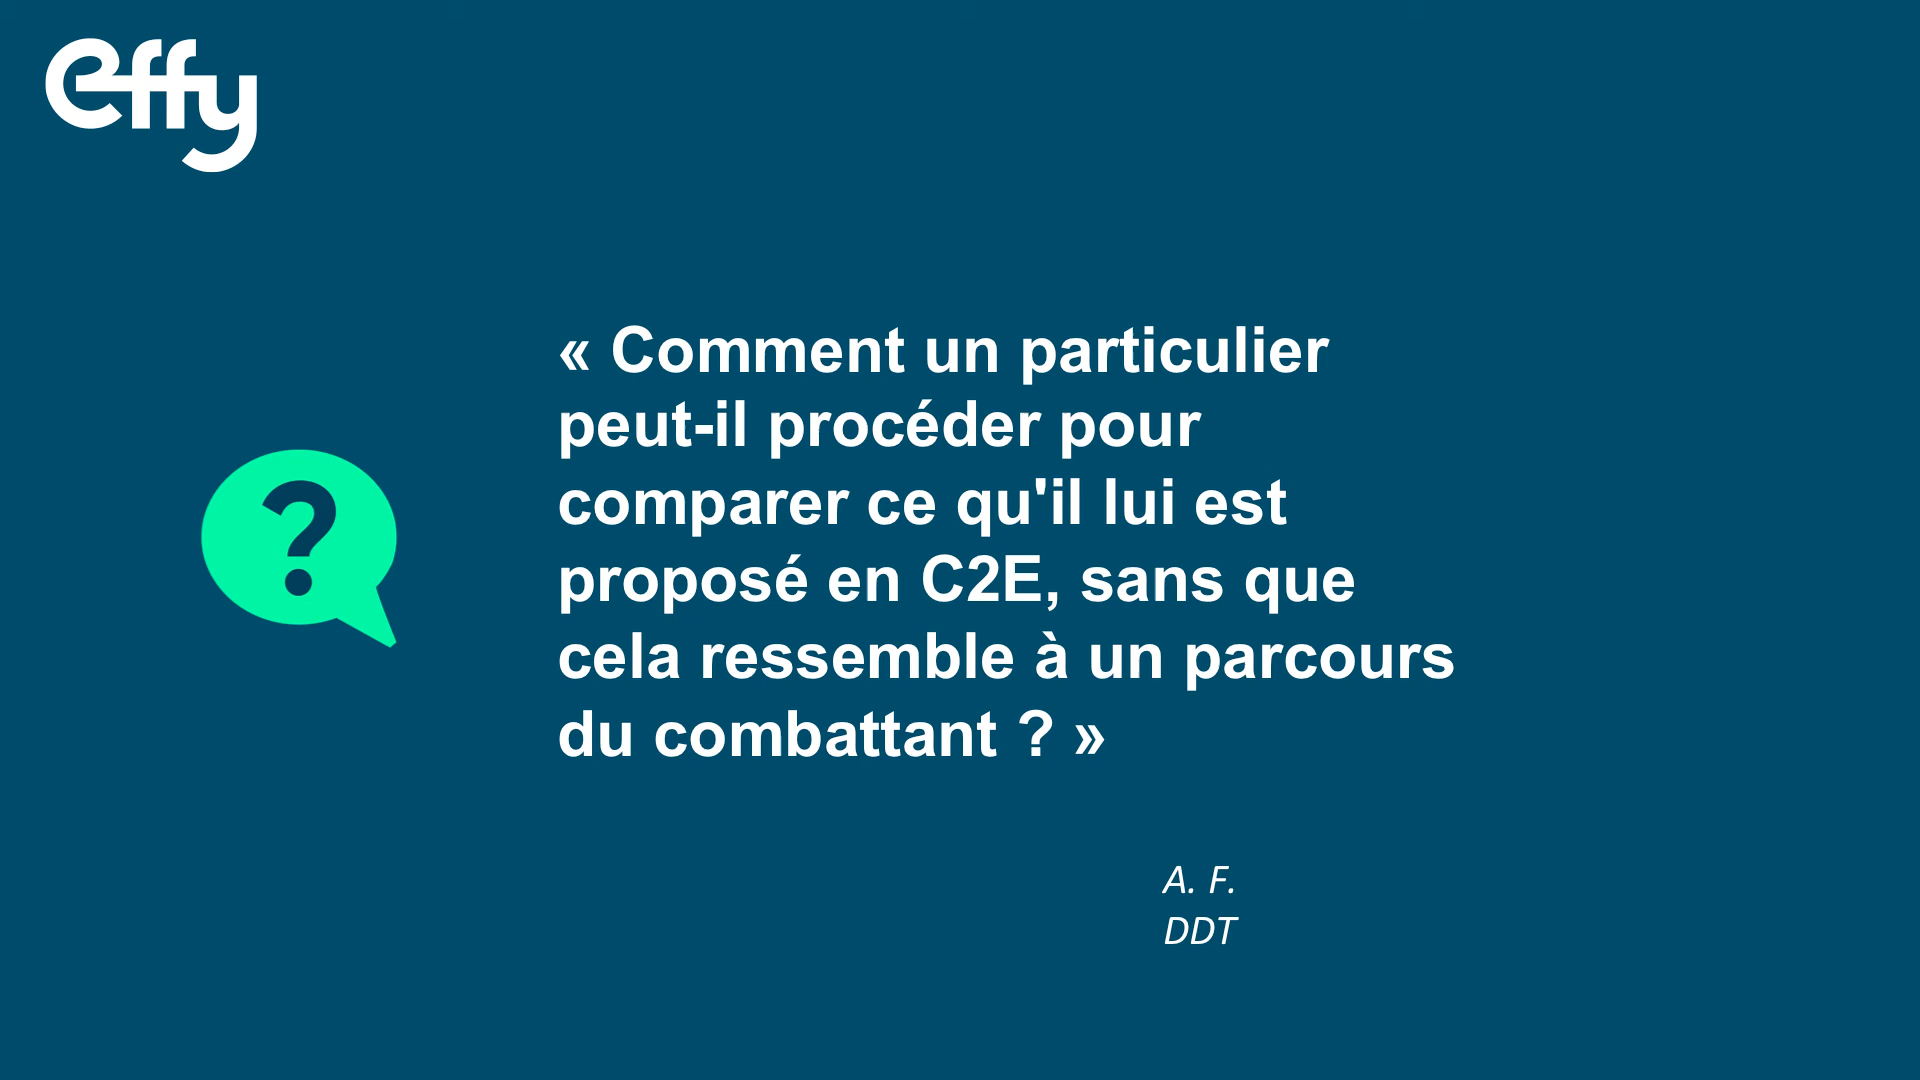 effy
« Comment un particulier
peut-il procéder pour
comparer ce qu'il lui est
proposé en C2E, sans que
cela ressemble à un parcours
du combattant ? »
?
A. F.
DDT